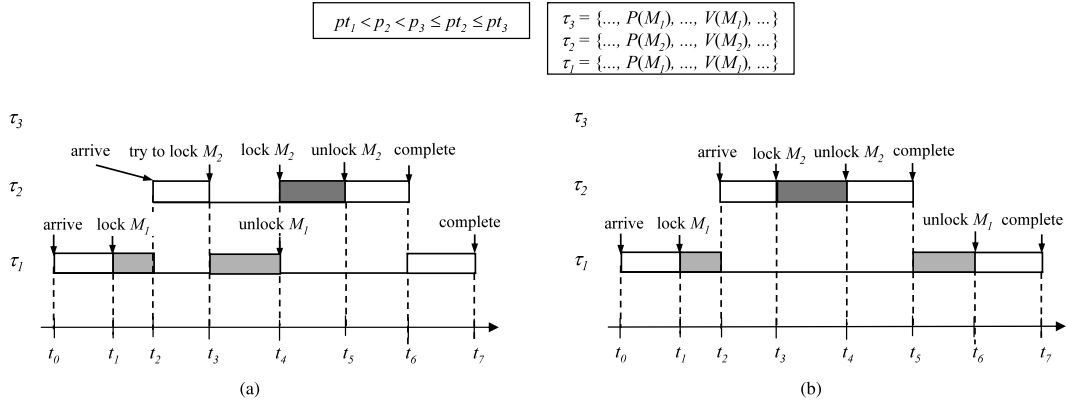 pt₁ < p₂ < p₃ ≤ pt₂ ≤ pt₃
τ₃ = {..., P(M₁), ..., V(M₁), ...}
τ₂ = {..., P(M₂), ..., V(M₂), ...}
τ₁ = {..., P(M₁), ..., V(M₁), ...}
τ₃
arrive try to lock M₂ lock M₂ unlock M₂ complete
τ₂
arrive lock M₁ unlock M₁ complete
τ₁
t₀ t₁ t₂ t₃ t₄ t₅ t₆ t₇
(a)
τ₃
arrive lock M₂ unlock M₂ complete
τ₂
arrive lock M₁ unlock M₁ complete
τ₁
t₀ t₁ t₂ t₃ t₄ t₅ t₆ t₇
(b)